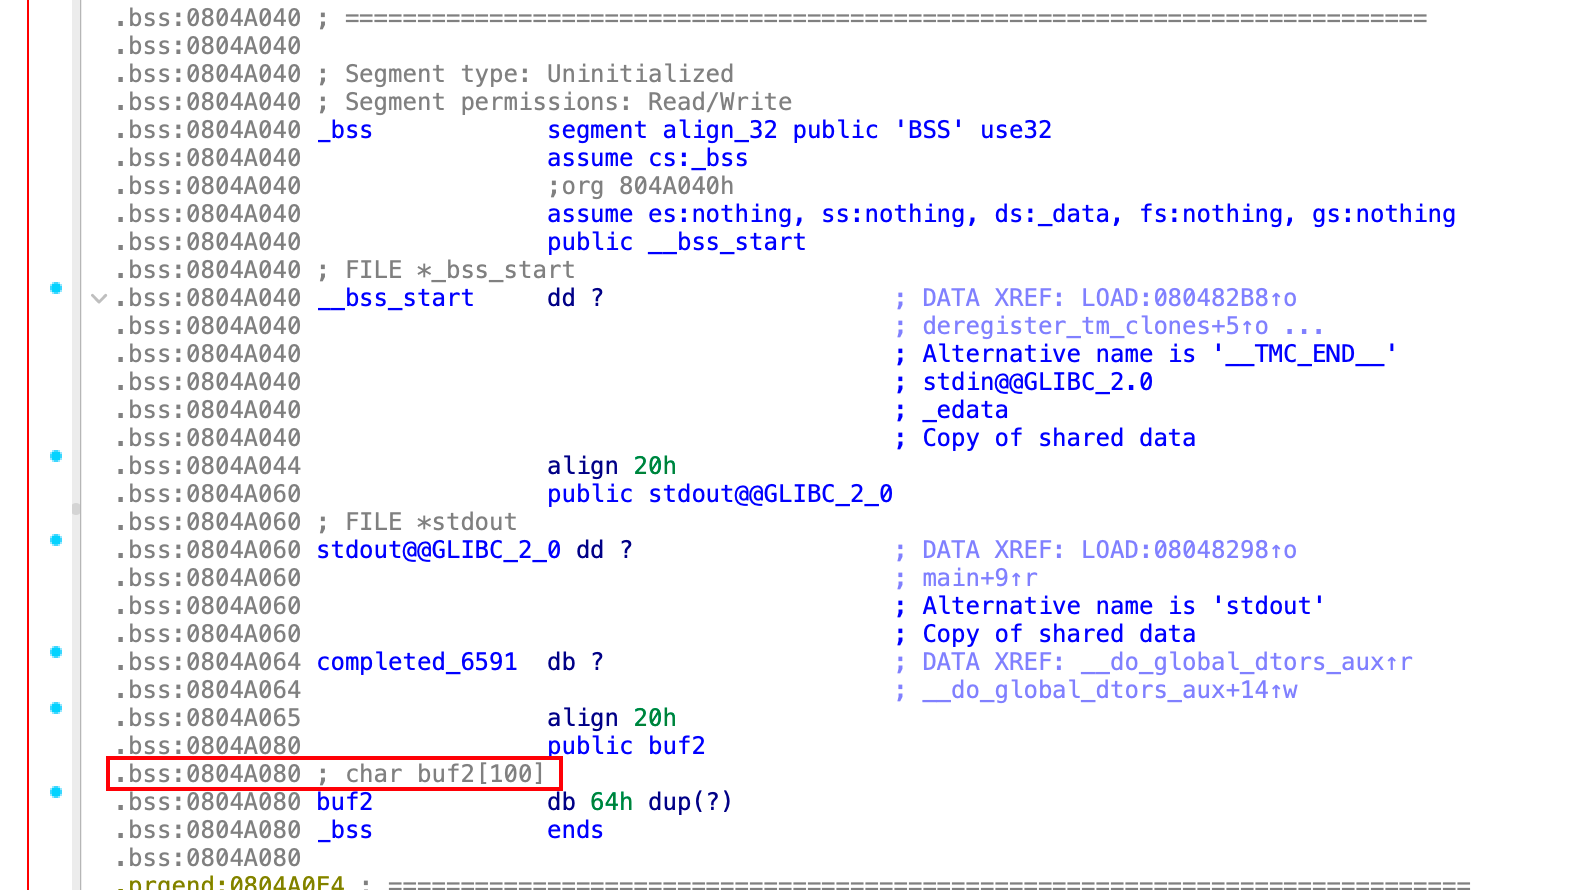 .bss:0804A040 ; ===========================================================================
.bss:0804A040
.bss:0804A040 ; Segment type: Uninitialized
.bss:0804A040 ; Segment permissions: Read/Write
.bss:0804A040 _bss            segment align_32 public 'BSS' use32
.bss:0804A040                 assume cs:_bss
.bss:0804A040                 ;org 804A040h
.bss:0804A040                 assume es:nothing, ss:nothing, ds:_data, fs:nothing, gs:nothing
.bss:0804A040                 public __bss_start
.bss:0804A040 ; FILE *_bss_start
.bss:0804A040 __bss_start     dd ?                    ; DATA XREF: LOAD:080482B8↑o
.bss:0804A040                                         ; deregister_tm_clones+5↑o ...
.bss:0804A040                                         ; Alternative name is '__TMC_END__'
.bss:0804A040                                         ; stdin@@GLIBC_2.0
.bss:0804A040                                         ; _edata
.bss:0804A040                                         ; Copy of shared data
.bss:0804A044                 align 20h
.bss:0804A060                 public stdout@@GLIBC_2_0
.bss:0804A060 ; FILE *stdout
.bss:0804A060 stdout@@GLIBC_2_0 dd ?                  ; DATA XREF: LOAD:08048298↑o
.bss:0804A060                                         ; main+9↑r
.bss:0804A060                                         ; Alternative name is 'stdout'
.bss:0804A060                                         ; Copy of shared data
.bss:0804A064 completed_6591  db ?                    ; DATA XREF: __do_global_dtors_aux↑r
.bss:0804A064                                         ; __do_global_dtors_aux+14↑w
.bss:0804A065                 align 20h
.bss:0804A080                 public buf2
.bss:0804A080 ; char buf2[100]
.bss:0804A080 buf2            db 64h dup(?)
.bss:0804A080 _bss            ends
.bss:0804A080
.prgend:0804A0E4 ; ===========================================================================